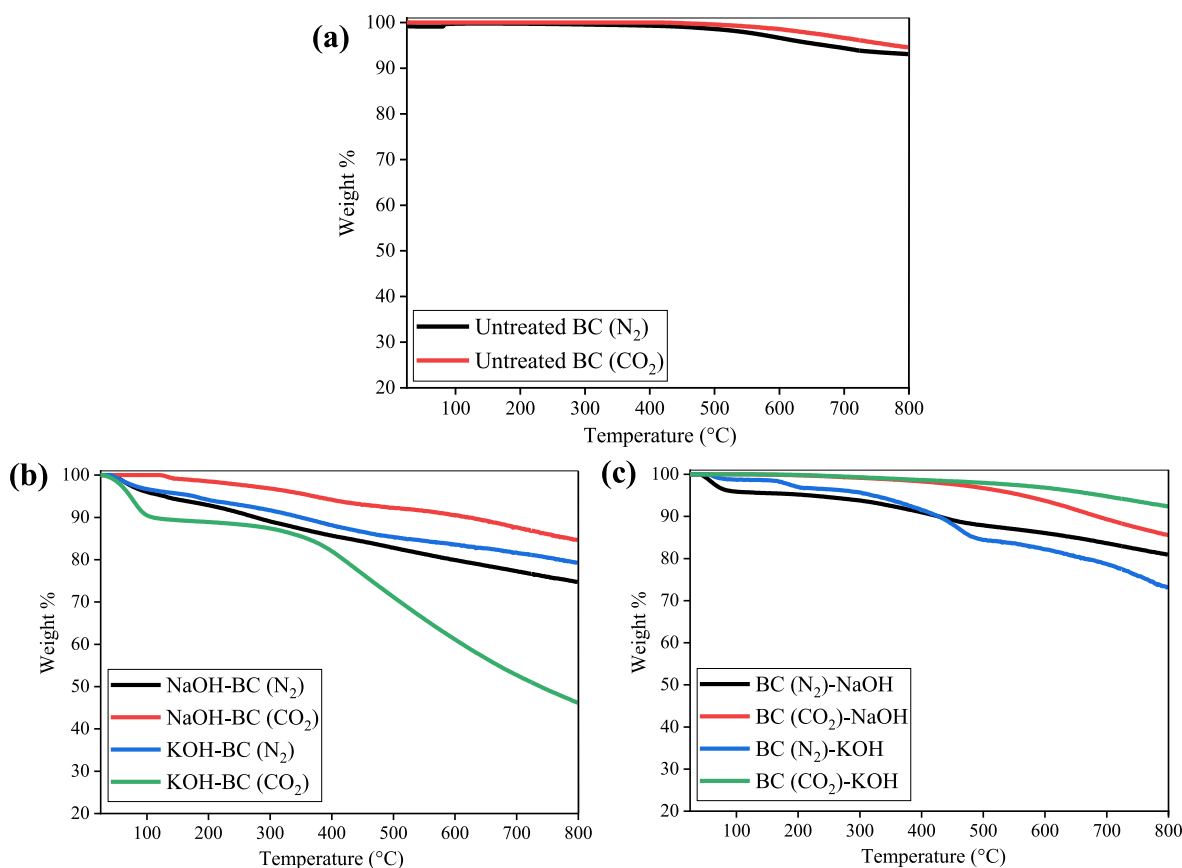 (a)
Weight %
100
90
80
70
60
50
40
30
20
Untreated BC (N₂)
Untreated BC (CO₂)
100 200 300 400 500 600 700 800
Temperature (°C)
(b)
Weight %
100
90
80
70
60
50
40
30
20
NaOH-BC (N₂)
NaOH-BC (CO₂)
KOH-BC (N₂)
KOH-BC (CO₂)
100 200 300 400 500 600 700 800
Temperature (°C)
(c)
Weight %
100
90
80
70
60
50
40
30
20
BC (N₂)-NaOH
BC (CO₂)-NaOH
BC (N₂)-KOH
BC (CO₂)-KOH
100 200 300 400 500 600 700 800
Temperature (°C)